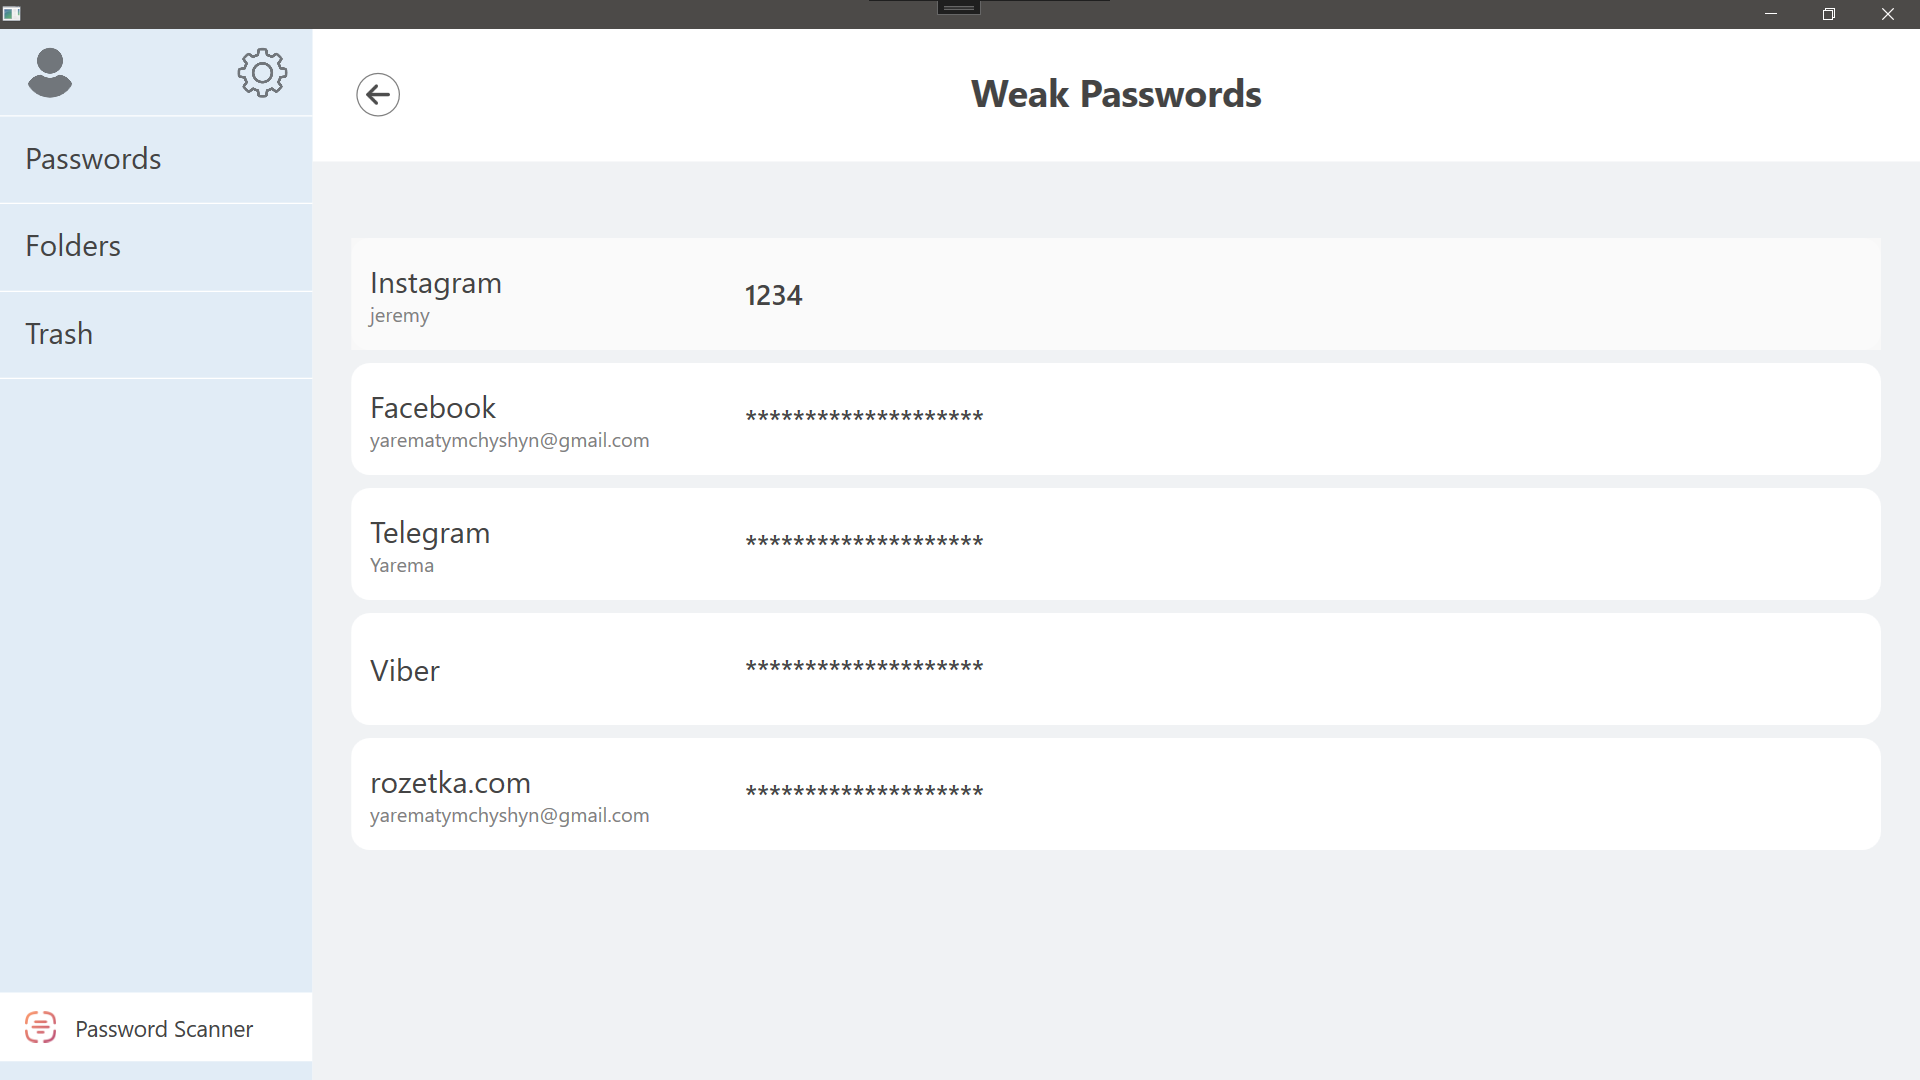 Weak Passwords
Passwords
Folders
Trash
Password Scanner
Instagram
jeremy
1234
Facebook
yarematymchyshyn@gmail.com
********************
Telegram
Yarema
********************
Viber
********************
rozetka.com
yarematymchyshyn@gmail.com
********************